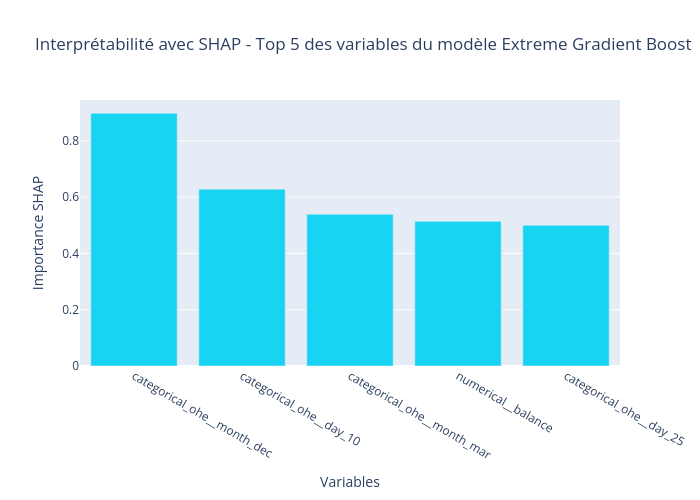 Interprétabilité avec SHAP - Top 5 des variables du modèle Extreme Gradient Boost
Importance SHAP
0.8
0.6
0.4
0.2
0
categorical_ohe__month_dec
categorical_ohe__day_10
categorical_ohe__month_mar
numerical__balance
categorical_ohe__day_25
Variables